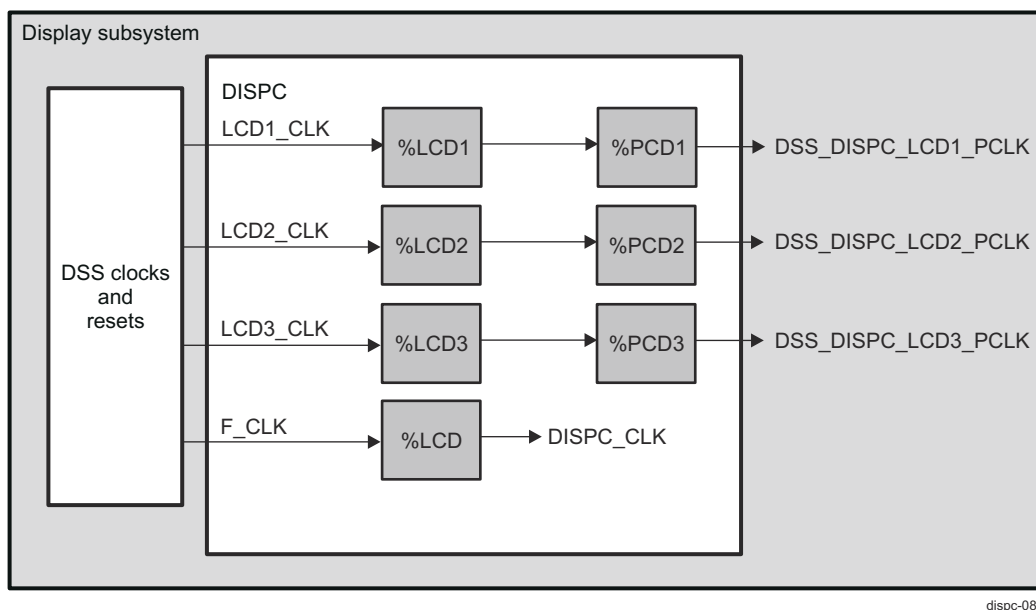 Display subsystem
DISPC
LCD1_CLK
%LCD1
%PCD1
DSS_DISPC_LCD1_PCLK
LCD2_CLK
%LCD2
%PCD2
DSS_DISPC_LCD2_PCLK
DSS clocks
and
resets
LCD3_CLK
%LCD3
%PCD3
DSS_DISPC_LCD3_PCLK
F_CLK
%LCD
DISPC_CLK
dispc-08